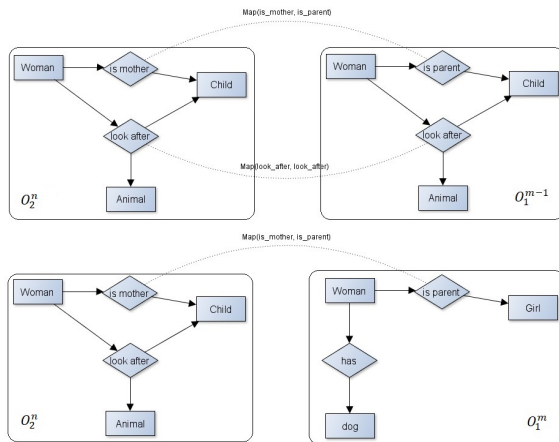 Map(is_mother, is_parent)
Woman
is mother
Child
look after
Animal
O_2^n
Woman
is parent
Child
look after
Animal
O_1^{m-1}
Map(look_after, look_after)
Map(is_mother, is_parent)
Woman
is mother
Child
look after
Animal
O_2^n
Woman
is parent
Girl
has
dog
O_1^m